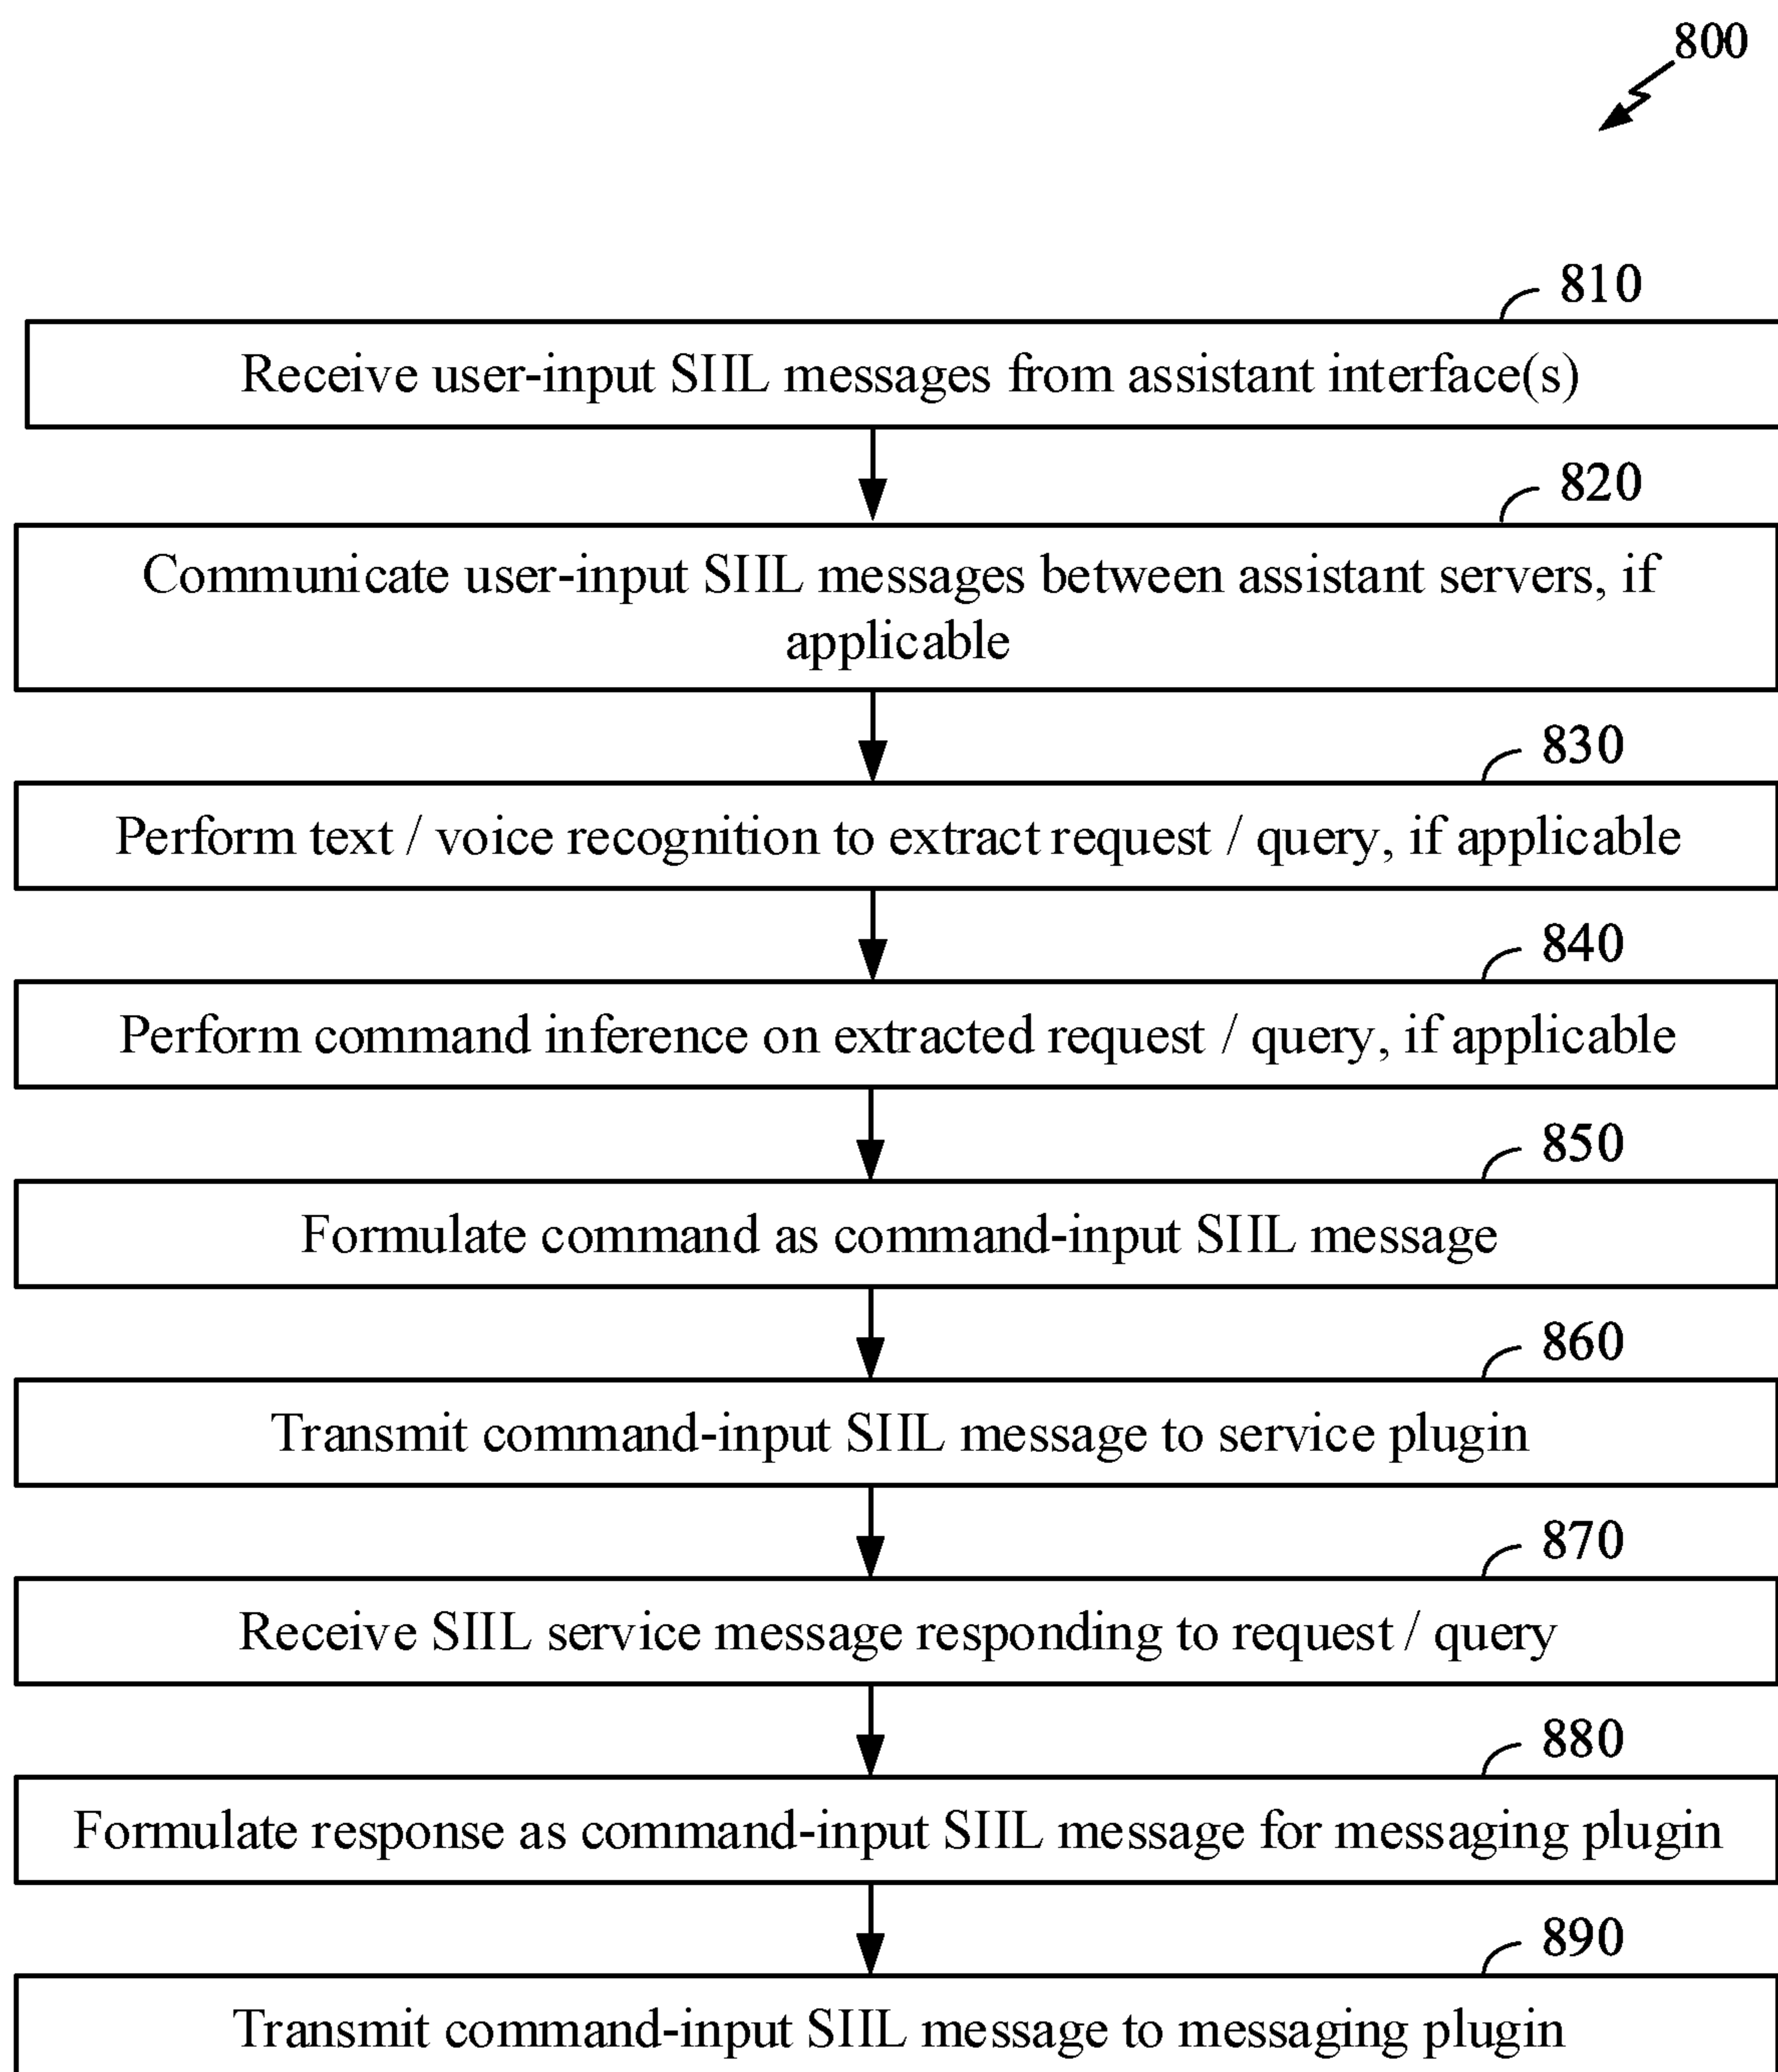 800
810
Receive user-input SIIL messages from assistant interface(s)
820
Communicate user-input SIIL messages between assistant servers, if
applicable
830
Perform text / voice recognition to extract request / query, if applicable
840
Perform command inference on extracted request / query, if applicable
850
Formulate command as command-input SIIL message
860
Transmit command-input SIIL message to service plugin
870
Receive SIIL service message responding to request / query
880
Formulate response as command-input SIIL message for messaging plugin
890
Transmit command-input SIIL message to messaging plugin